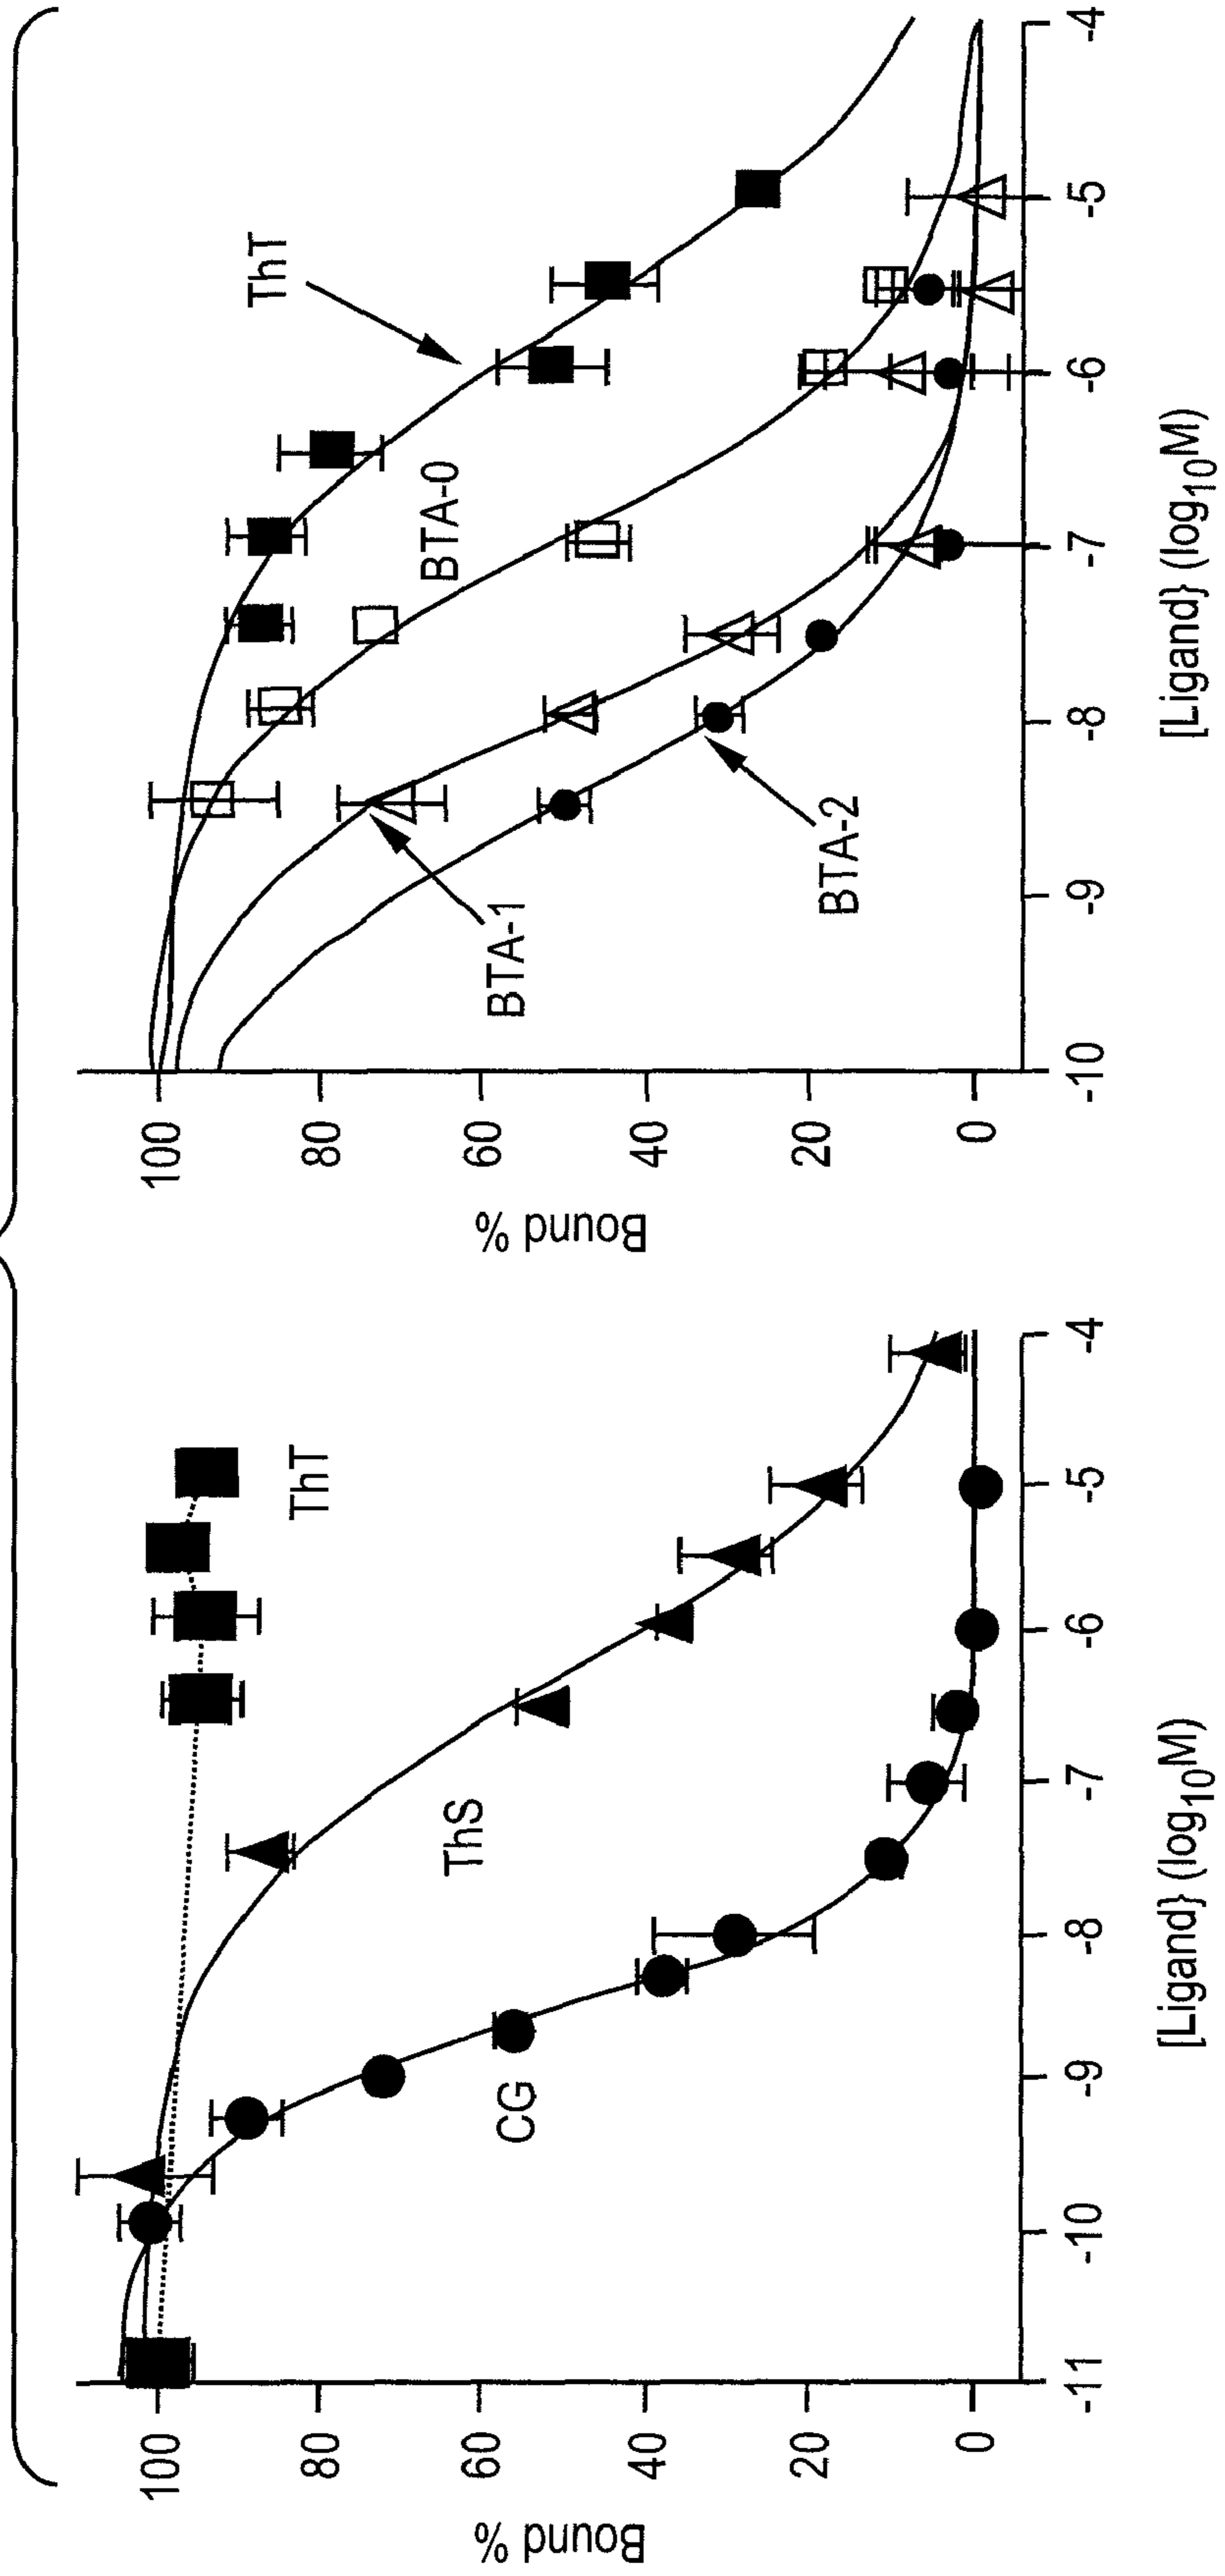 Bound %
100
80
60
40
20
0
ThT
ThS
CG
-11
-10
-9
-8
-7
-6
-5
-4
[Ligand} (log10M)
Bound %
100
80
60
40
20
0
ThT
BTA-0
BTA-1
BTA-2
-10
-9
-8
-7
-6
-5
-4
[Ligand} (log10M)